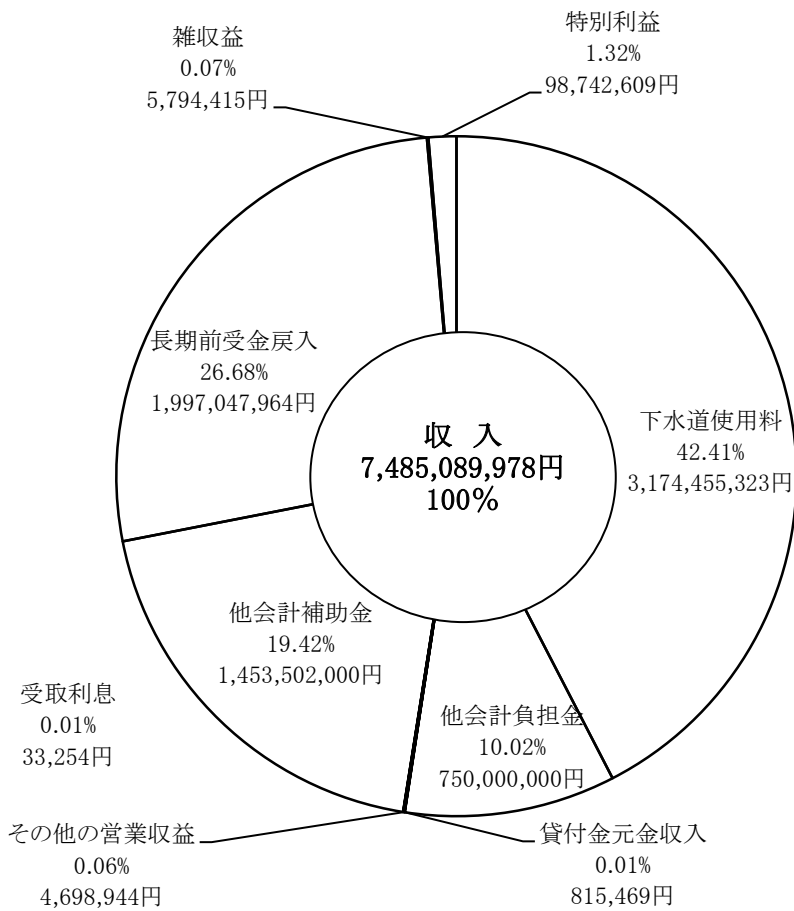 特別利益
1.32%
98,742,609円
雑収益
0.07%
5,794,415円
長期前受金戻入
26.68%
1,997,047,964円
収 入
7,485,089,978円
100%
下水道使用料
42.41%
3,174,455,323円
他会計補助金
19.42%
1,453,502,000円
他会計負担金
10.02%
750,000,000円
受取利息
0.01%
33,254円
その他の営業収益
0.06%
4,698,944円
貸付金元金収入
0.01%
815,469円